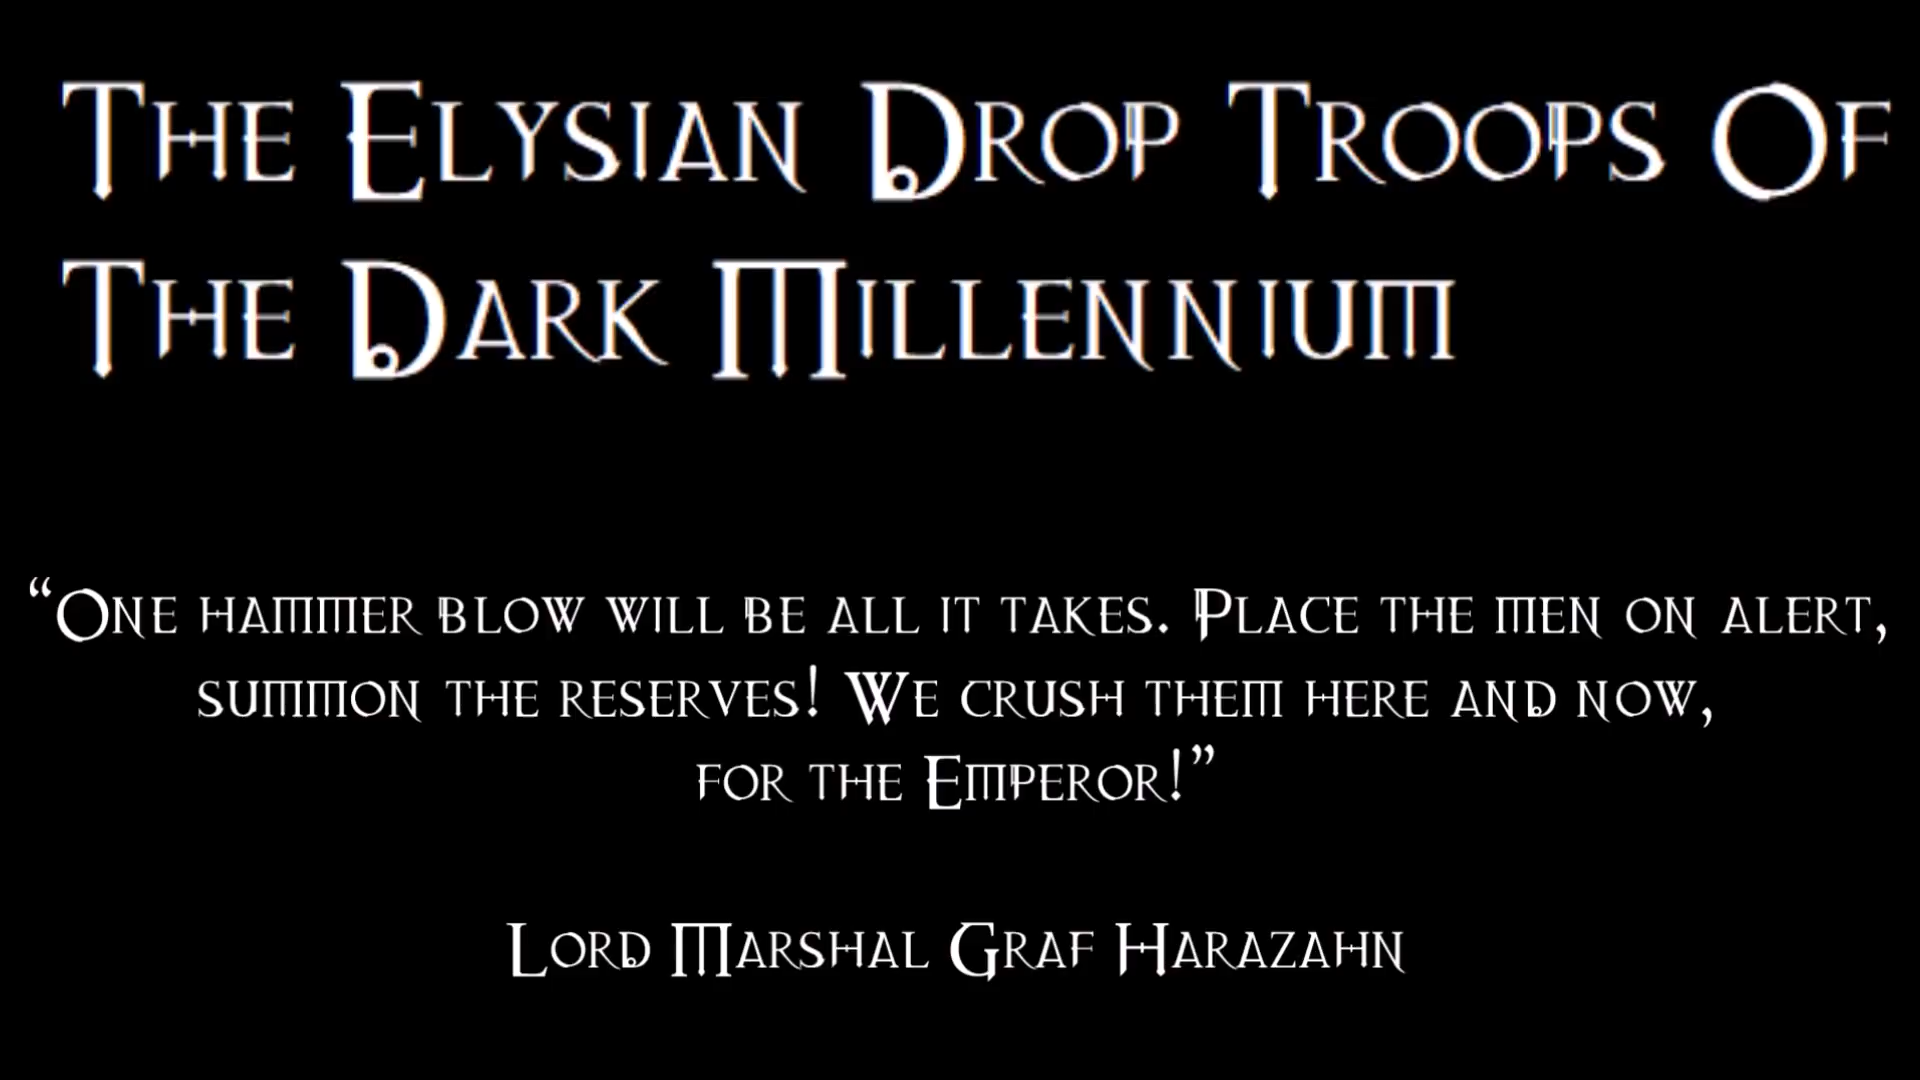 The Elysian Drop Troops Of
The Dark Millennium
“One hammer blow will be all it takes. Place the men on alert,
summon the reserves! We crush them here and now,
for the Emperor!”
Lord Marshal Graf Harazahn